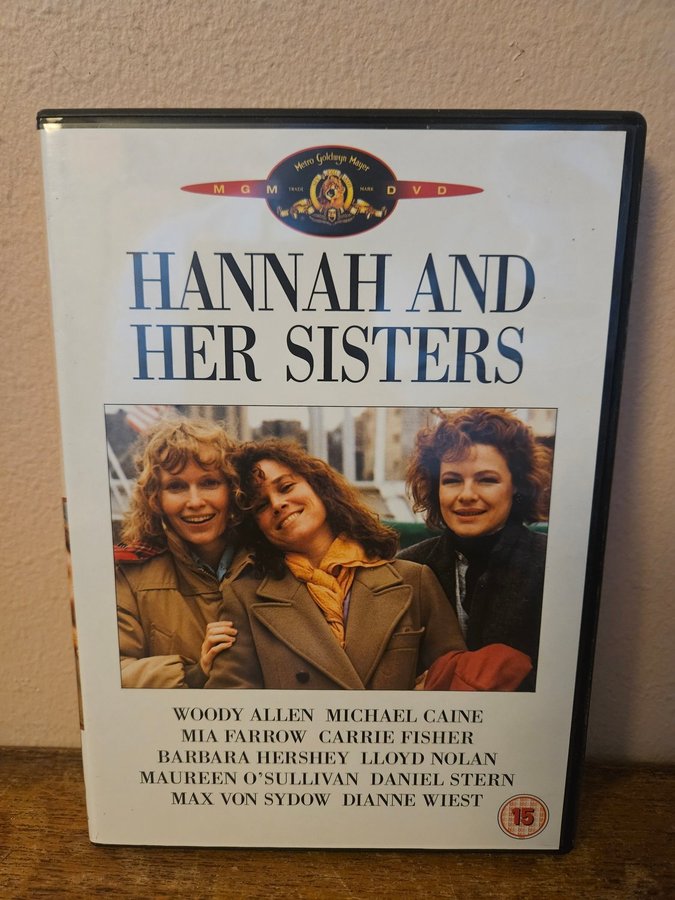 Metro Goldwyn Mayer
MGM TRADE MARK DVD
HANNAH AND
HER SISTERS
WOODY ALLEN MICHAEL CAINE
MIA FARROW CARRIE FISHER
BARBARA HERSHEY LLOYD NOLAN
MAUREEN O'SULLIVAN DANIEL STERN
MAX VON SYDOW DIANNE WIEST
15